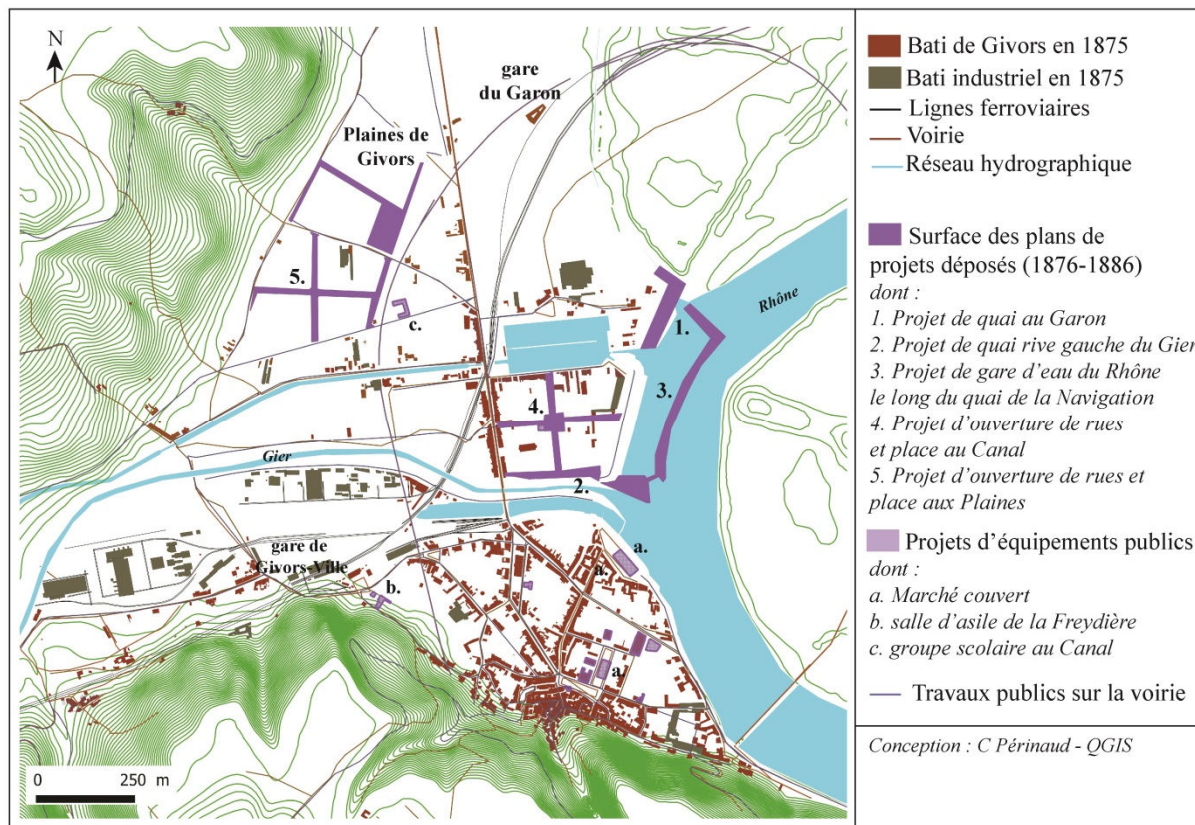 N
gare
du Garon
Plaines de
Givors
5.
c.
1.
Rhône
3.
4.
Gier
2.
gare de
Givors-Ville
a.
a.
b.
a.
0 250 m
Bati de Givors en 1875
Bati industriel en 1875
Lignes ferroviaires
Voirie
Réseau hydrographique
Surface des plans de
projets déposés (1876-1886)
dont :
1. Projet de quai au Garon
2. Projet de quai rive gauche du Gier
3. Projet de gare d'eau du Rhône
le long du quai de la Navigation
4. Projet d'ouverture de rues
et place au Canal
5. Projet d'ouverture de rues et
place aux Plaines
Projets d'équipements publics
dont :
a. Marché couvert
b. salle d'asile de la Freydière
c. groupe scolaire au Canal
Travaux publics sur la voirie
Conception : C Périnaud - QGIS